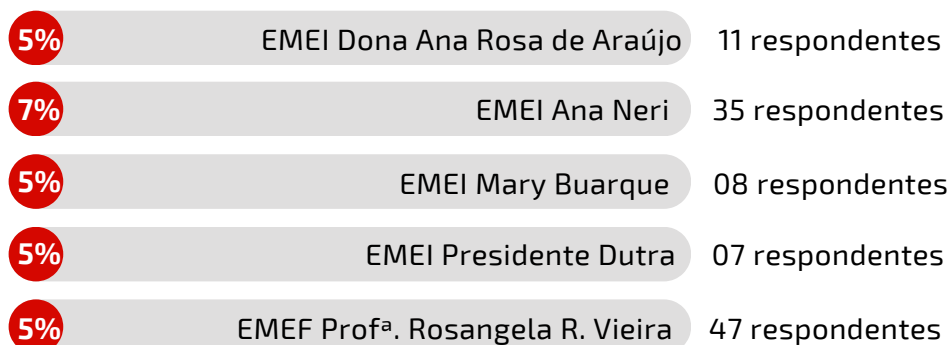 5% EMEI Dona Ana Rosa de Araújo 11 respondentes
7% EMEI Ana Neri 35 respondentes
5% EMEI Mary Buarque 08 respondentes
5% EMEI Presidente Dutra 07 respondentes
5% EMEF Profª. Rosangela R. Vieira 47 respondentes